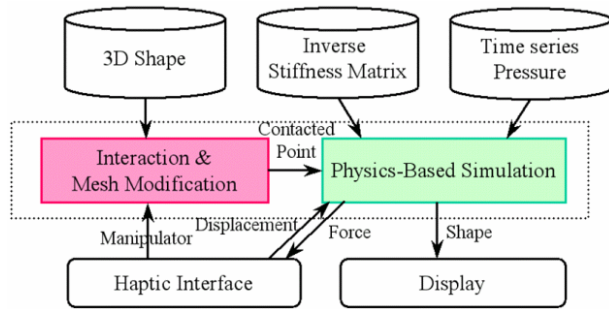 3D Shape
Inverse
Stiffness Matrix
Time series
Pressure
Contacted
Point
Interaction &
Mesh Modification
Physics-Based Simulation
Manipulator
Displacement
Force
Shape
Haptic Interface
Display